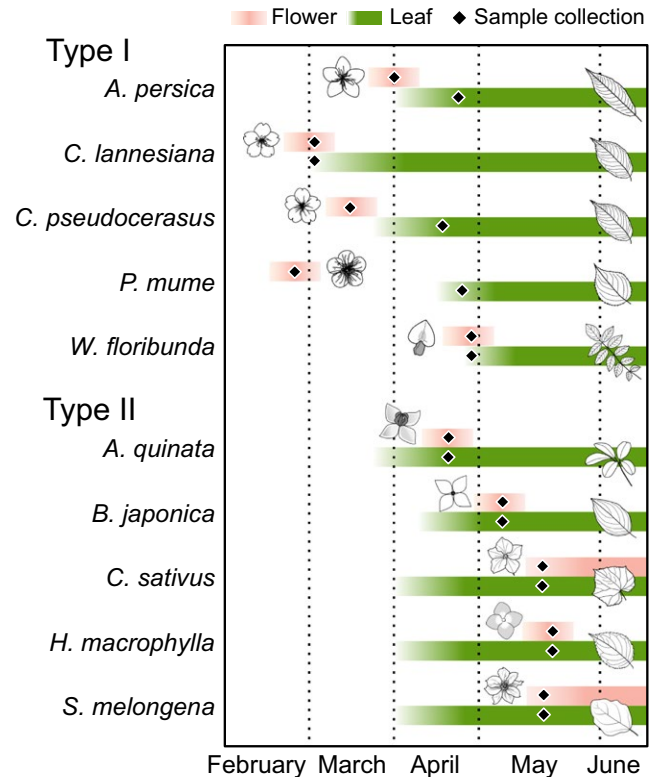 Flower Leaf Sample collection
Type I
A. persica
C. lannesiana
C. pseudocerasus
P. mume
W. floribunda
Type II
A. quinata
B. japonica
C. sativus
H. macrophylla
S. melongena
February March April May June